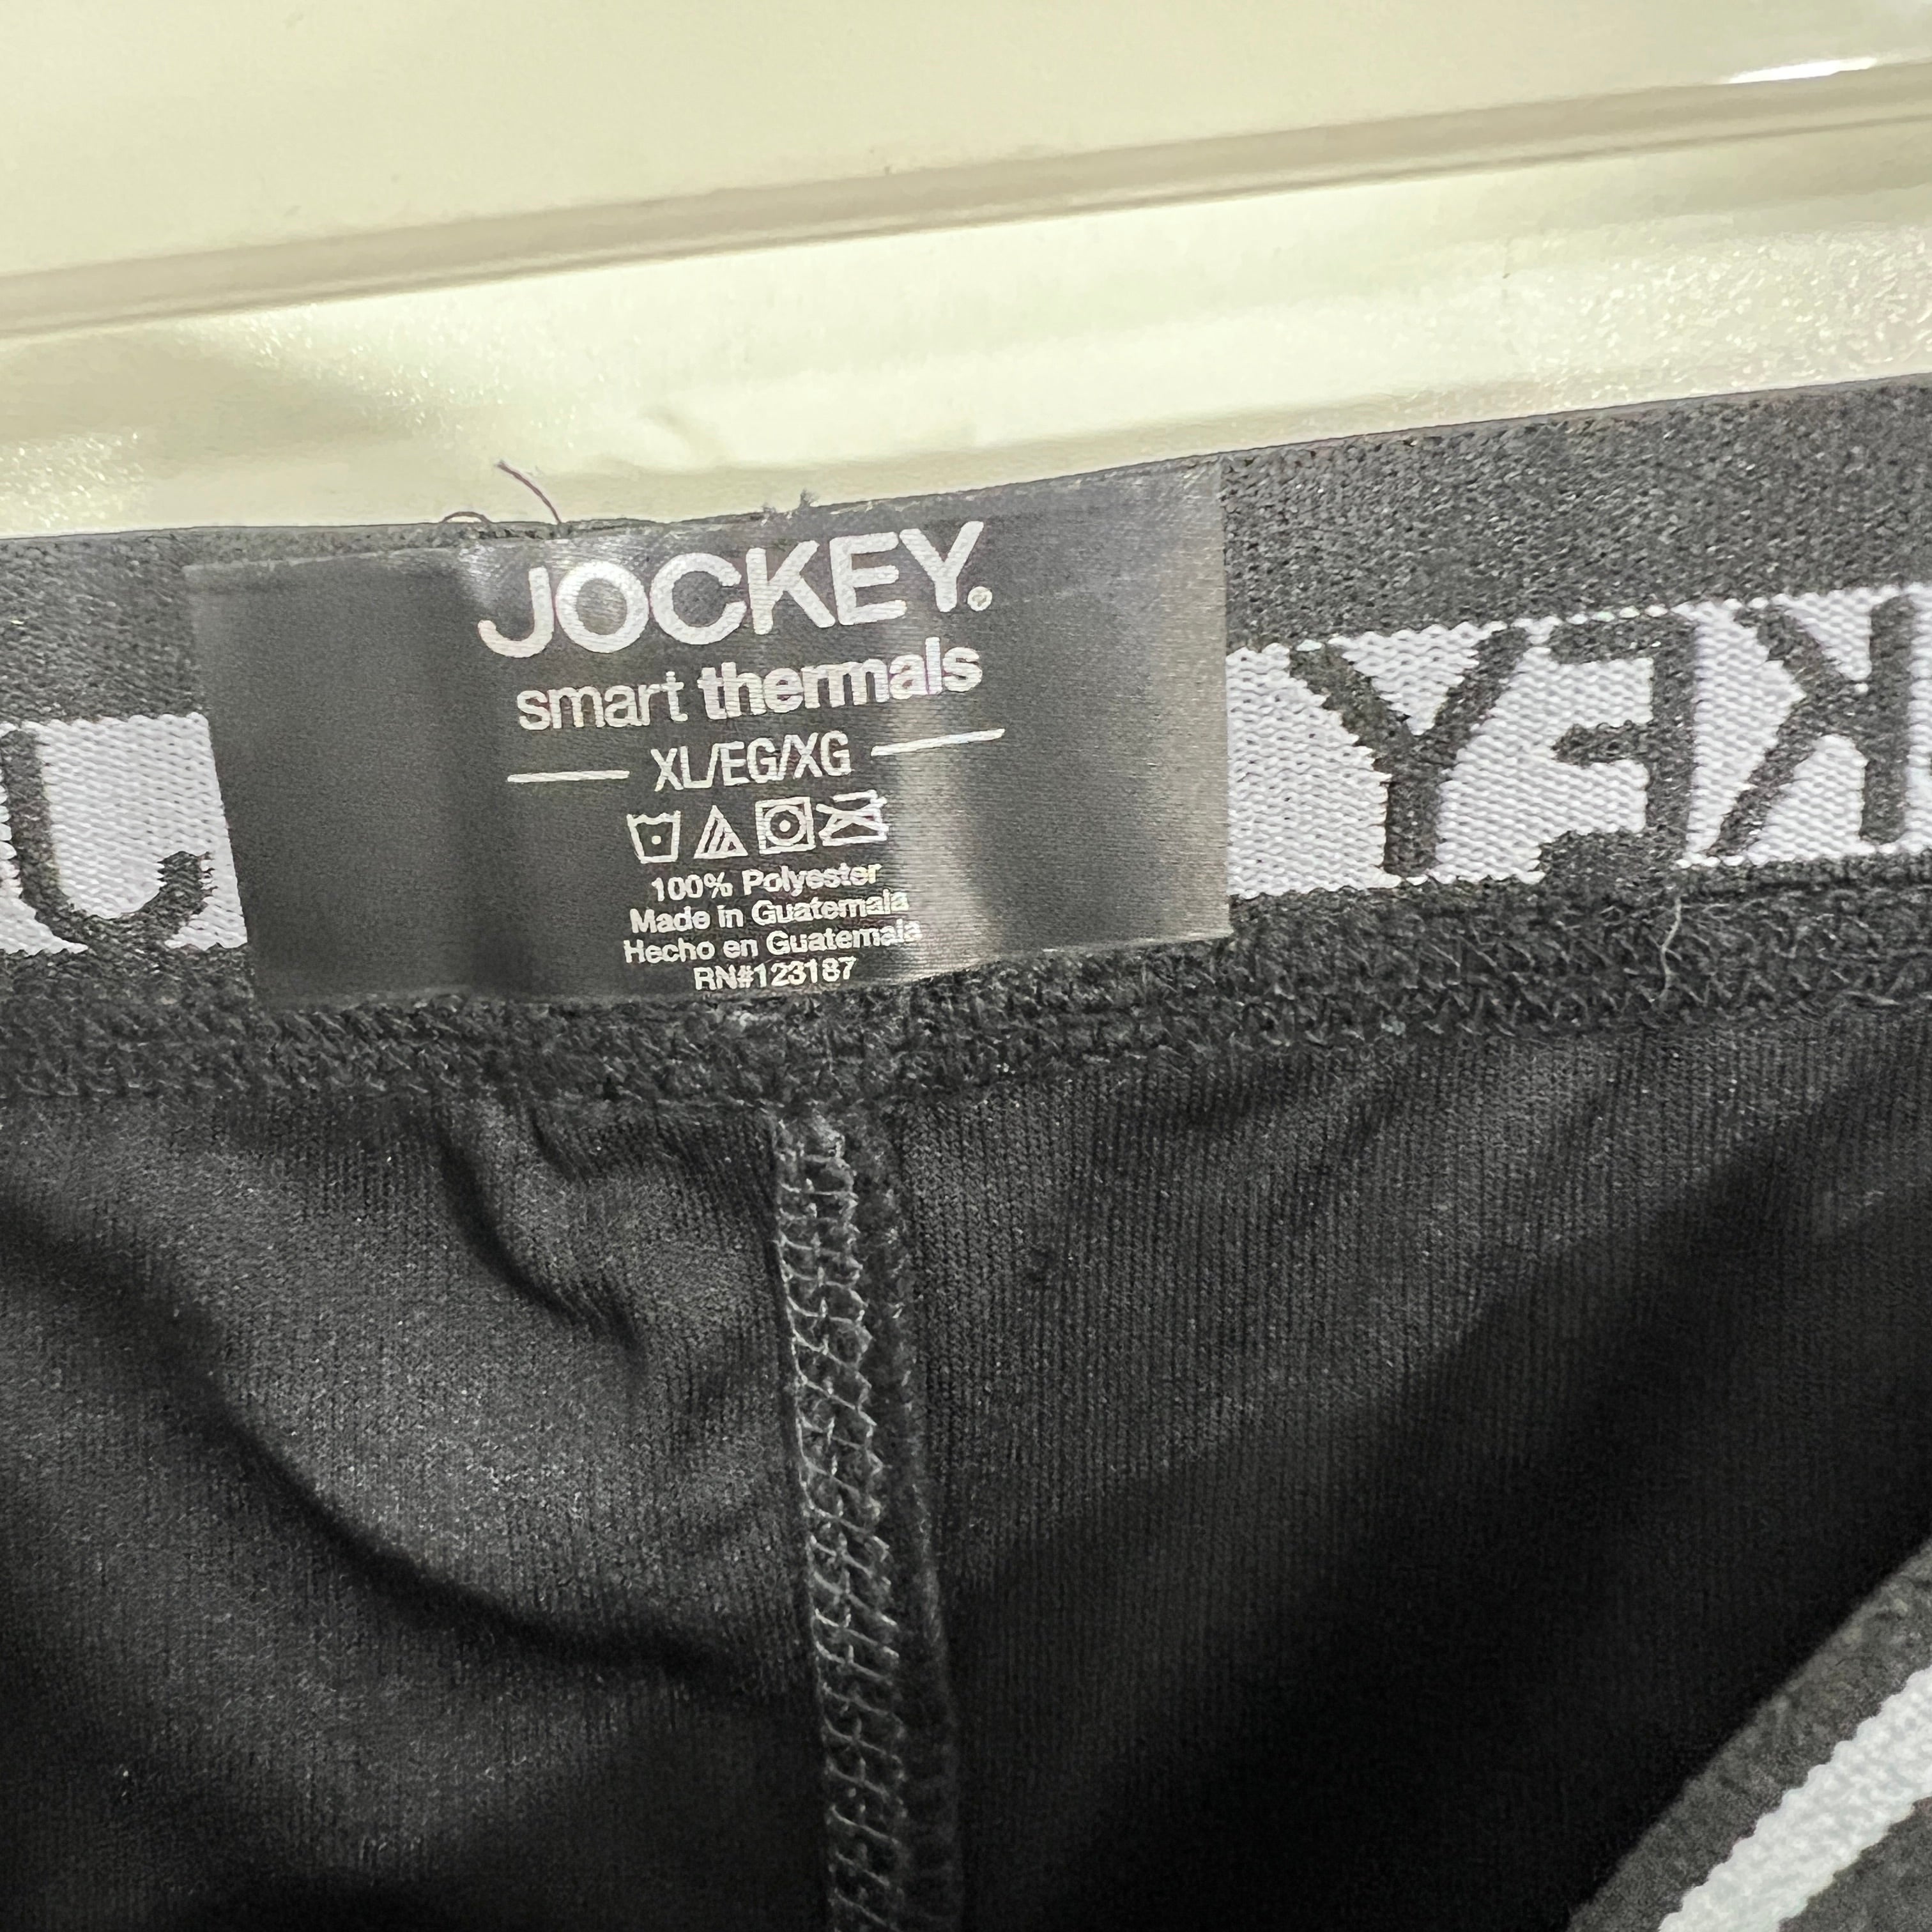 JOCKEY®
smart thermals
XL/EG/XG
100% Polyester
Made in Guatemala
Hecho en Guatemala
RN#123187